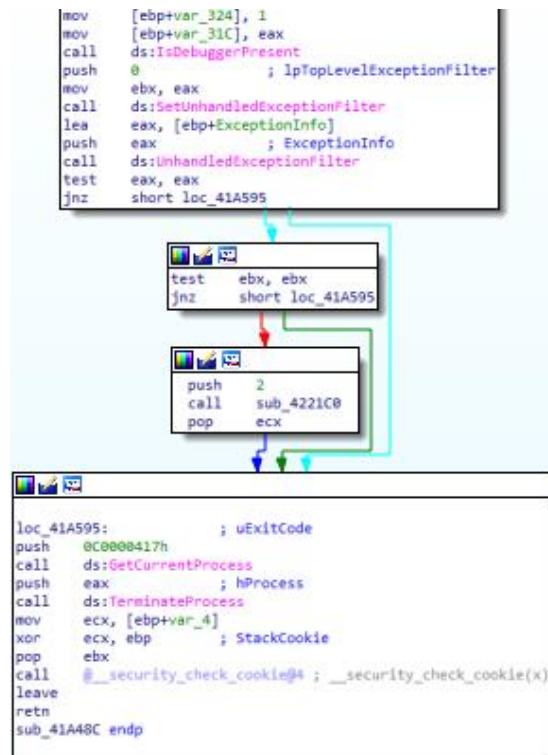 mov [ebp+var_324], 1
mov [ebp+var_31C], eax
call ds:IsDebuggerPresent
push 0 ; lpTopLevelExceptionFilter
mov ebx, eax
call ds:SetUnhandledExceptionFilter
lea eax, [ebp+ExceptionInfo]
push eax ; ExceptionInfo
call ds:UnhandledExceptionFilter
test eax, eax
jnz short loc_41A595
test ebx, ebx
jnz short loc_41A595
push 2
call sub_4221C0
pop ecx
loc_41A595: ; uExitCode
push 0C0000417h
call ds:GetCurrentProcess
push eax ; hProcess
call ds:TerminateProcess
mov ecx, [ebp+var_4]
xor ecx, ebp ; StackCookie
pop ebx
call @__security_check_cookie@4 ; __security_check_cookie(x)
leave
retn
sub_41A48C endp